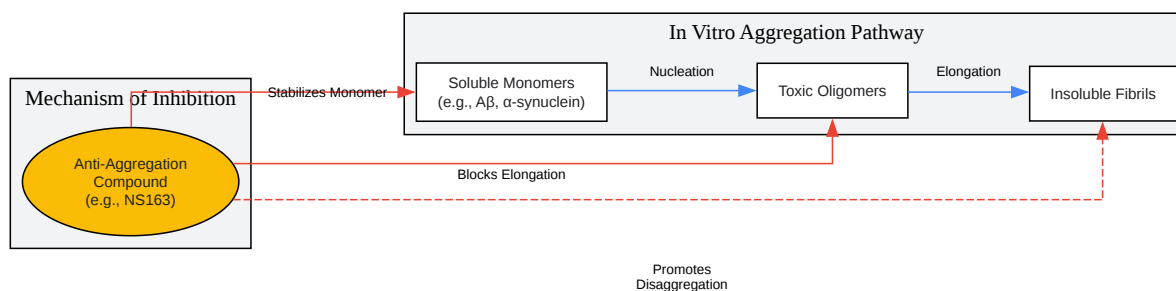 In Vitro Aggregation Pathway
Mechanism of Inhibition
Stabilizes Monomer
Soluble Monomers
(e.g., Aβ, α-synuclein)
Nucleation
Toxic Oligomers
Elongation
Insoluble Fibrils
Anti-Aggregation
Compound
(e.g., NS163)
Blocks Elongation
Promotes
Disaggregation